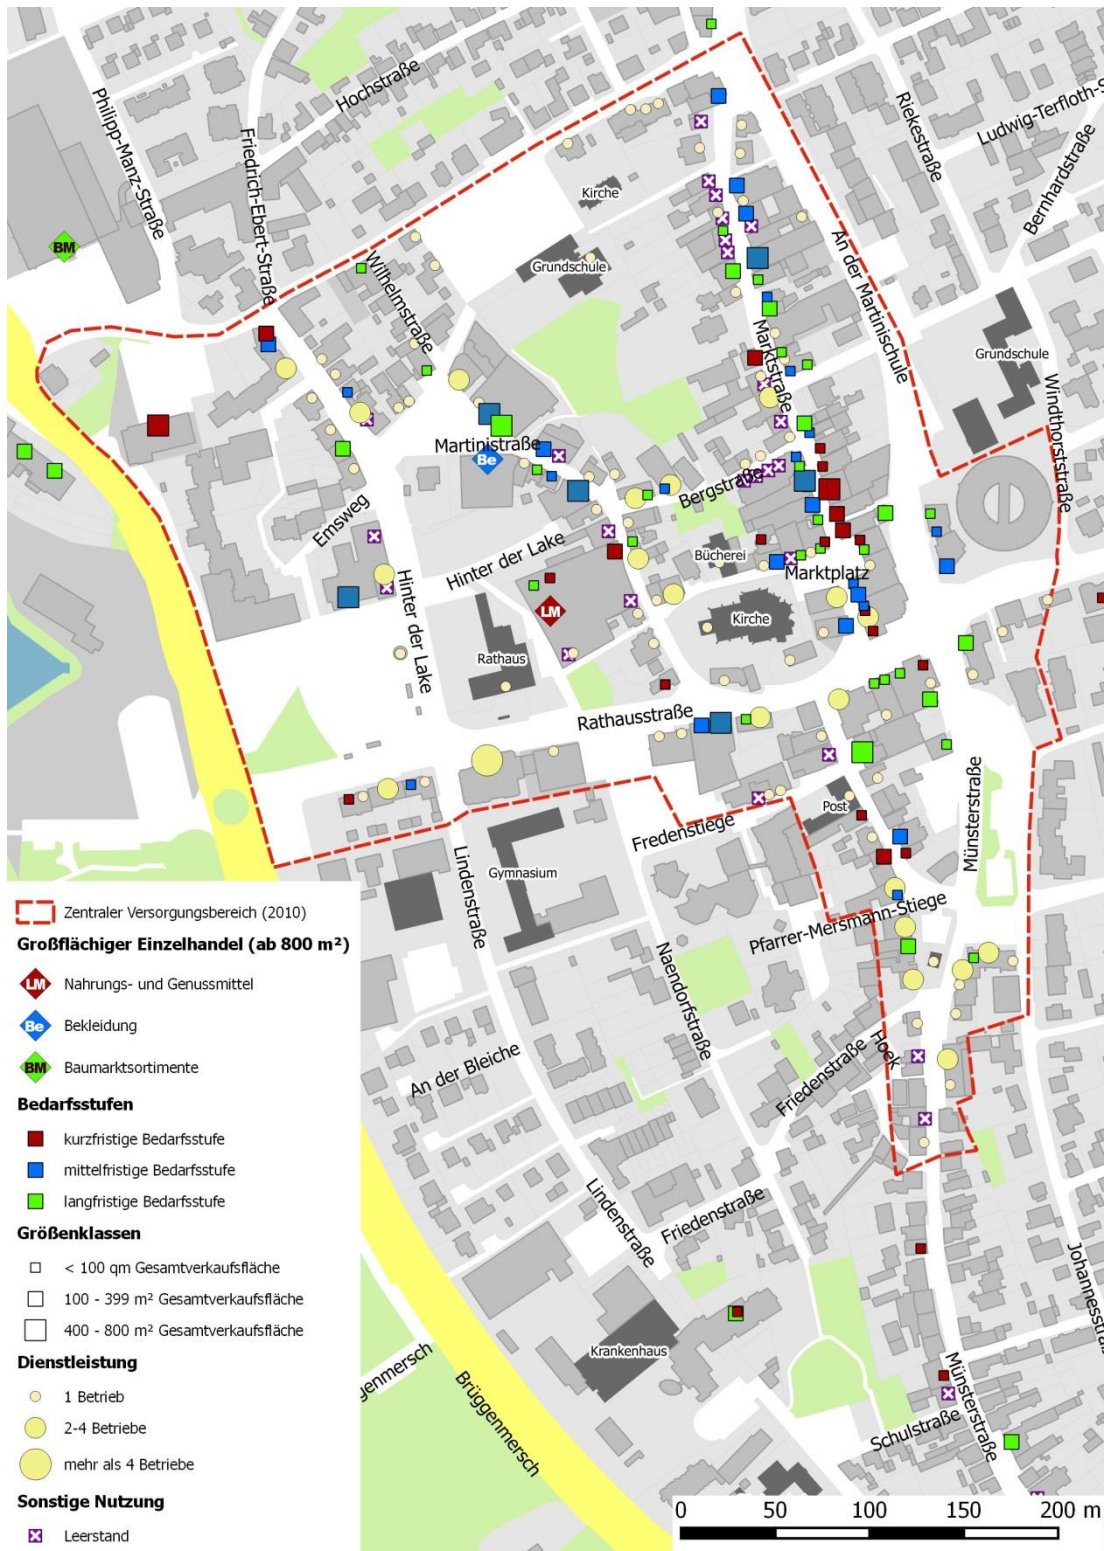 Hochstraße
Philipp-Manz-Straße
Friedrich-Ebert-Straße
Riekestraße
Bernhardstraße
BM
Kirche
Wilhelmstraße
Grundschule
An der Martinischule
Marktstraße
Grundschule
Windthorststraße
Martinistraße
Be
Bergstraße
Emsweg
Hinter der Lake
Bücherei
Marktplatz
LM
Kirche
Hinter der Lake
Rathaus
Rathausstraße
Münsterstraße
Post
Fredenstiege
Lindenstraße
Gymnasium
Pfarrer-Mersmann-Stiege
Naendorfstraße
Hoek
Friedenstraße
An der Bleiche
Lindenstraße
Friedenstraße
Krankenhaus
Brüggenmersch
Münsterstraße
Schulstraße
Zentraler Versorgungsbereich (2010)
Großflächiger Einzelhandel (ab 800 m²)
LM Nahrungs- und Genussmittel
Be Bekleidung
BM Baumarktsortimente
Bedarfsstufen
kurzfristige Bedarfsstufe
mittelfristige Bedarfsstufe
langfristige Bedarfsstufe
Größenklassen
< 100 qm Gesamtverkaufsfläche
100 - 399 m² Gesamtverkaufsfläche
400 - 800 m² Gesamtverkaufsfläche
Dienstleistung
1 Betrieb
2-4 Betriebe
mehr als 4 Betriebe
Sonstige Nutzung
Leerstand
0 50 100 150 200 m